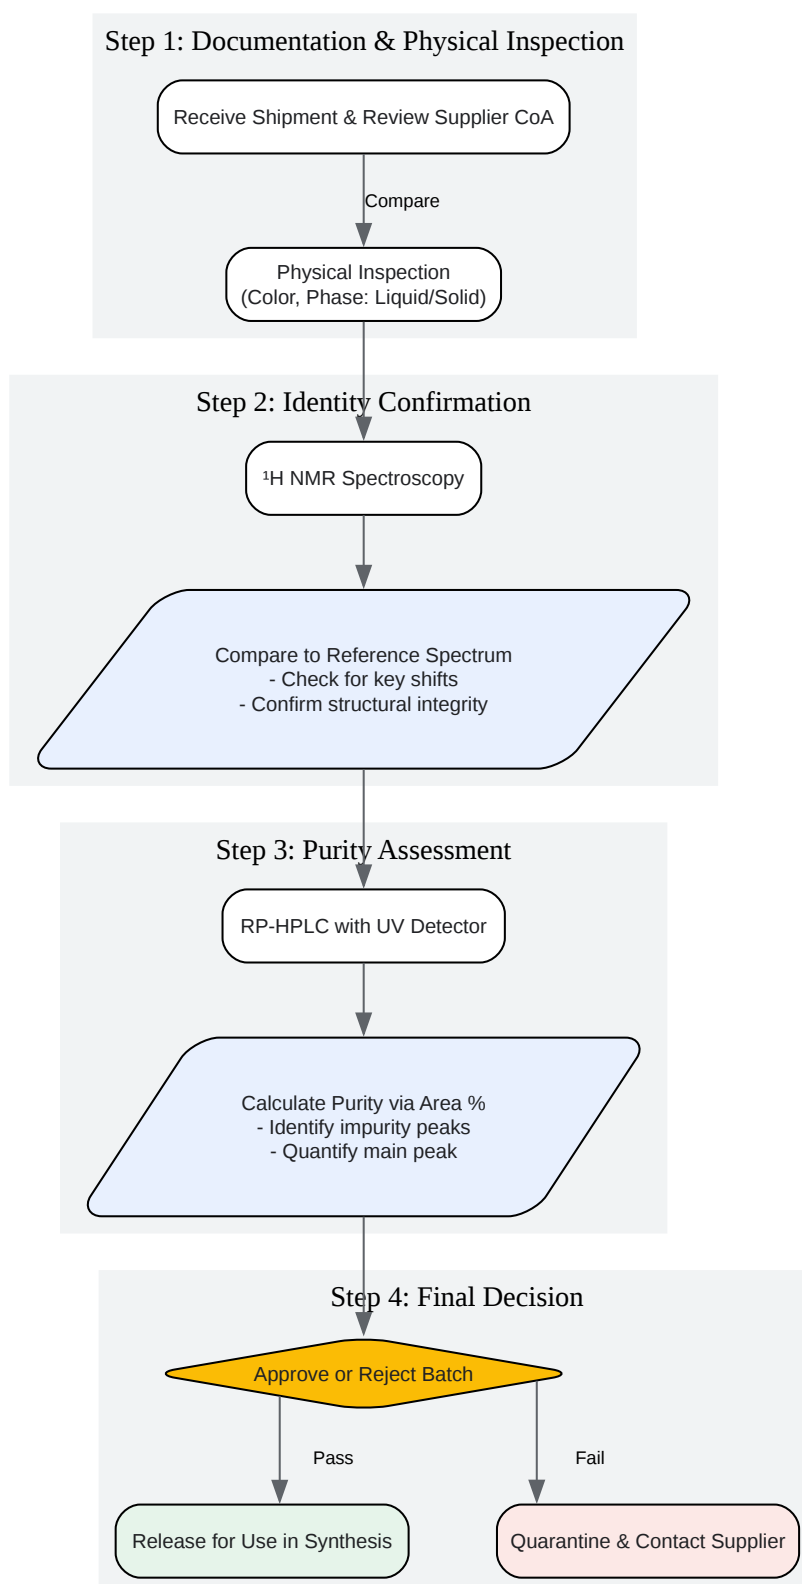 Step 1: Documentation & Physical Inspection
Receive Shipment & Review Supplier CoA
Compare
Physical Inspection
(Color, Phase: Liquid/Solid)
Step 2: Identity Confirmation
¹H NMR Spectroscopy
Compare to Reference Spectrum
- Check for key shifts
- Confirm structural integrity
Step 3: Purity Assessment
RP-HPLC with UV Detector
Calculate Purity via Area %
- Identify impurity peaks
- Quantify main peak
Step 4: Final Decision
Approve or Reject Batch
Pass
Fail
Release for Use in Synthesis
Quarantine & Contact Supplier